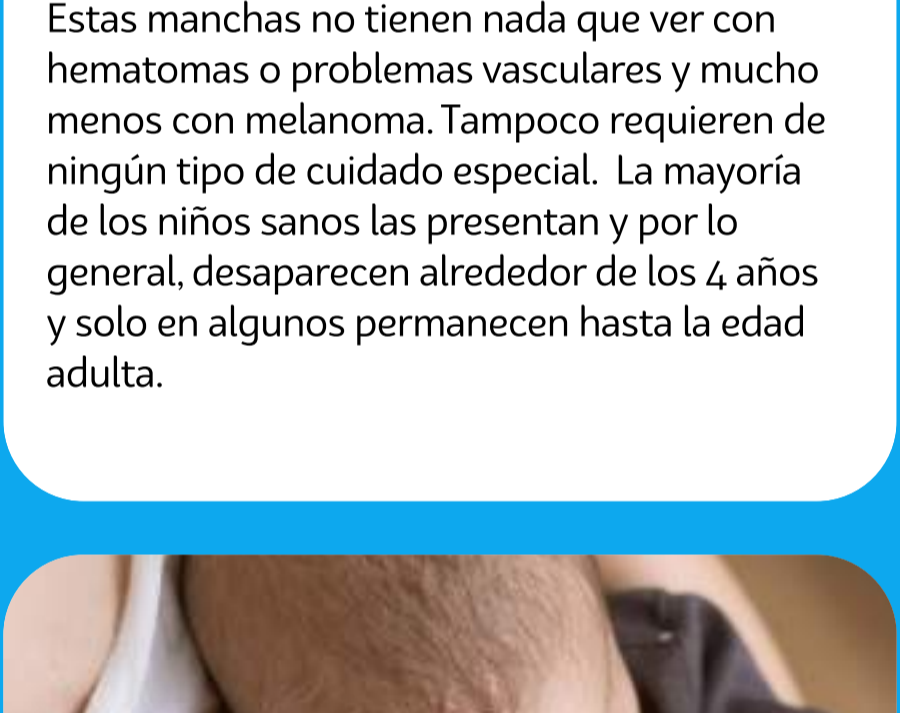 Estas manchas no tienen nada que ver con
hematomas o problemas vasculares y mucho
menos con melanoma. Tampoco requieren de
ningún tipo de cuidado especial.  La mayoría
de los niños sanos las presentan y por lo
general, desaparecen alrededor de los 4 años
y solo en algunos permanecen hasta la edad
adulta.